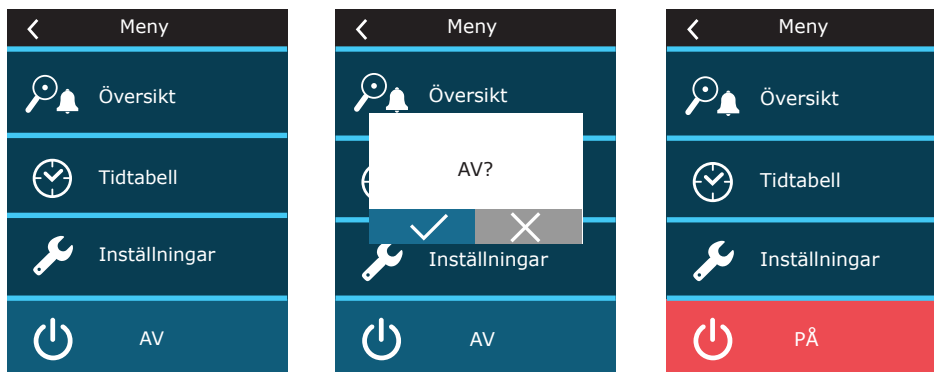 Meny
Översikt
Tidtabell
Inställningar
AV
Meny
Översikt
AV?
Inställningar
AV
Meny
Översikt
Tidtabell
Inställningar
PÅ